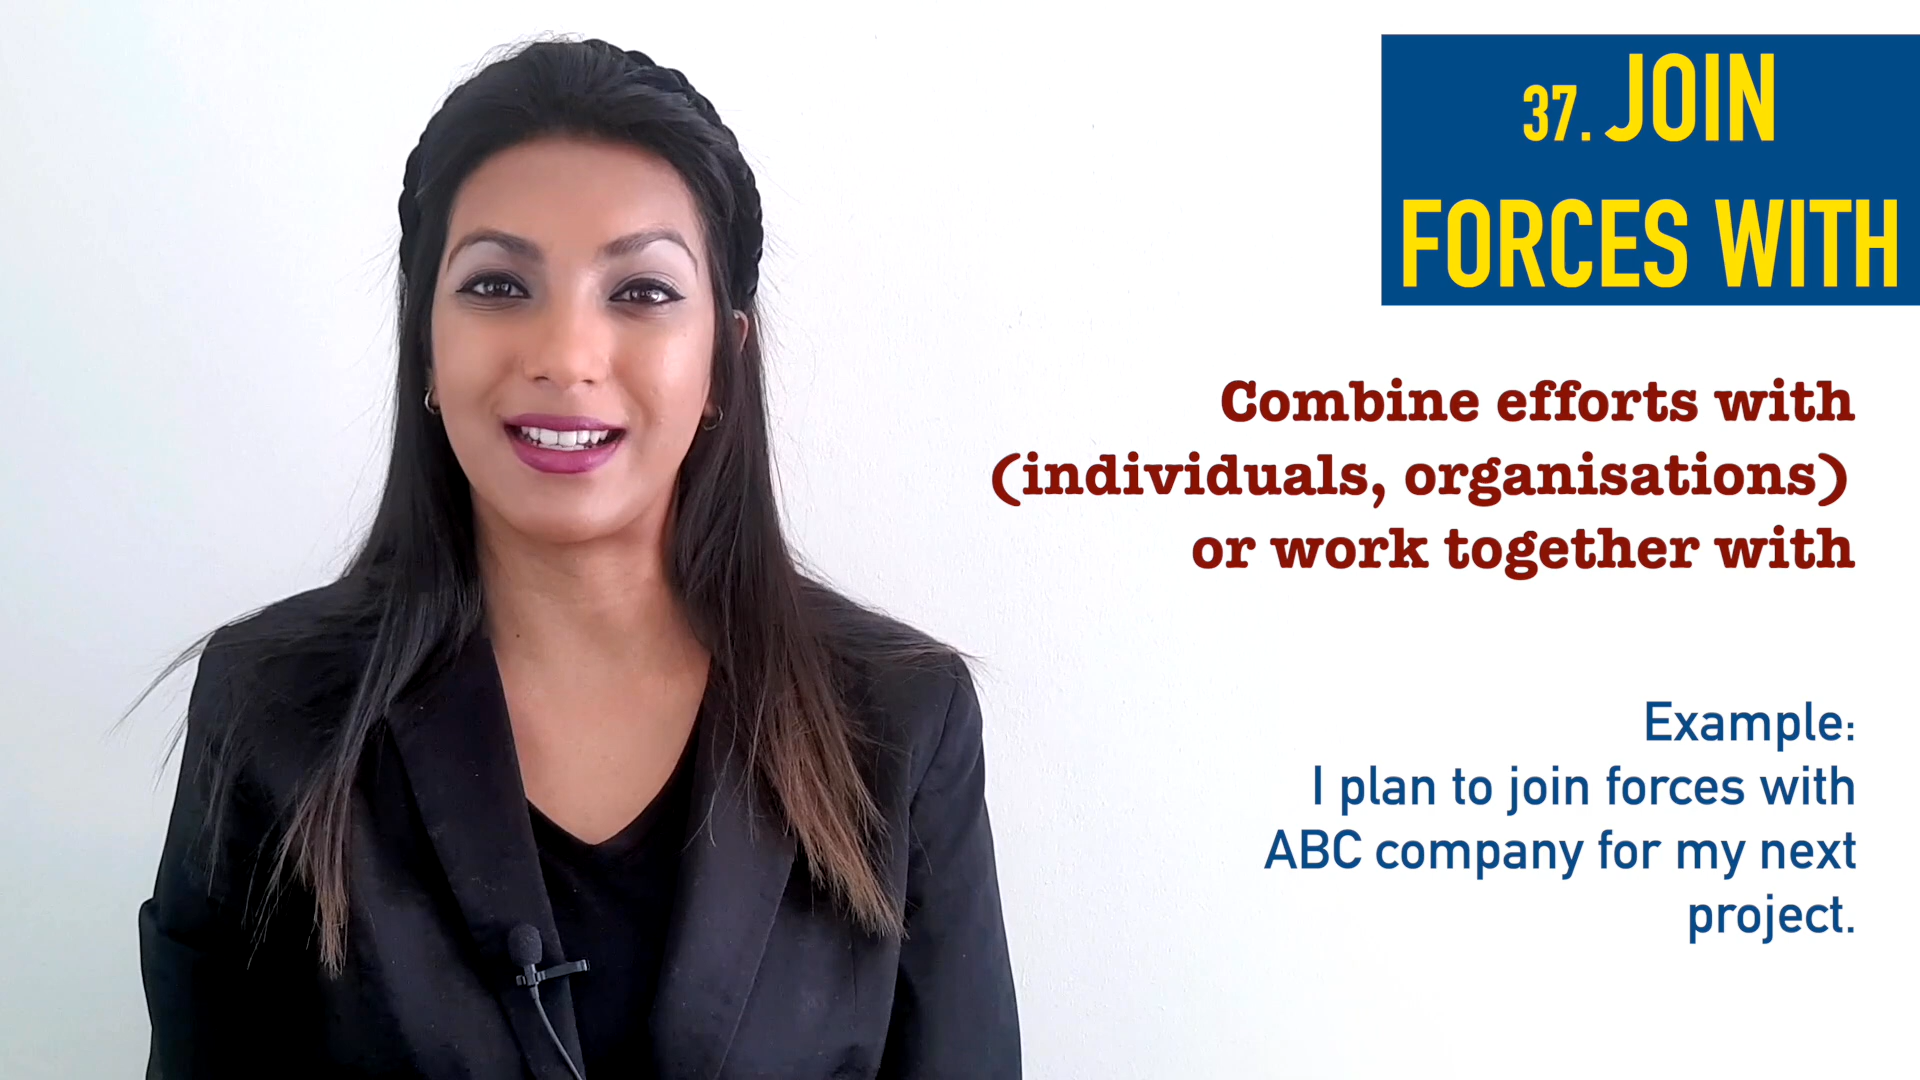 37. JOIN
FORCES WITH
Combine efforts with
(individuals, organisations)
or work together with
Example:
I plan to join forces with
ABC company for my next
project.